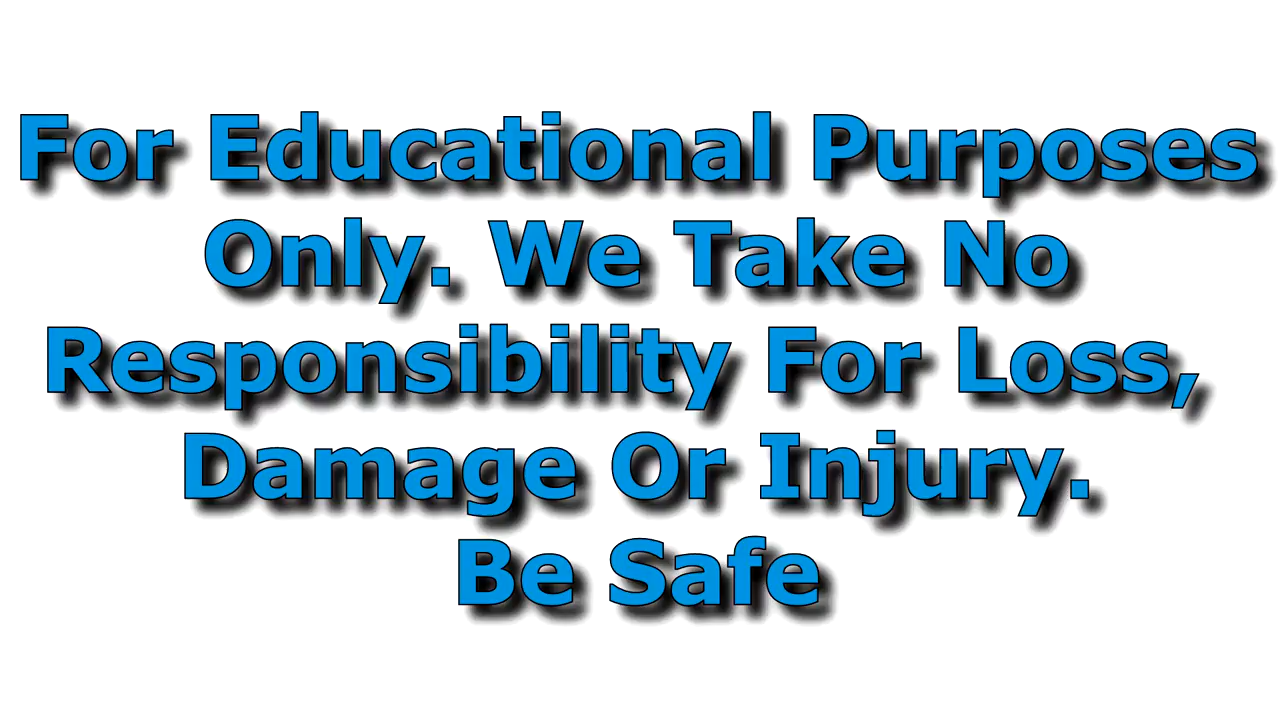 For Educational Purposes
Only. We Take No
Responsibility For Loss,
Damage Or Injury.
Be Safe